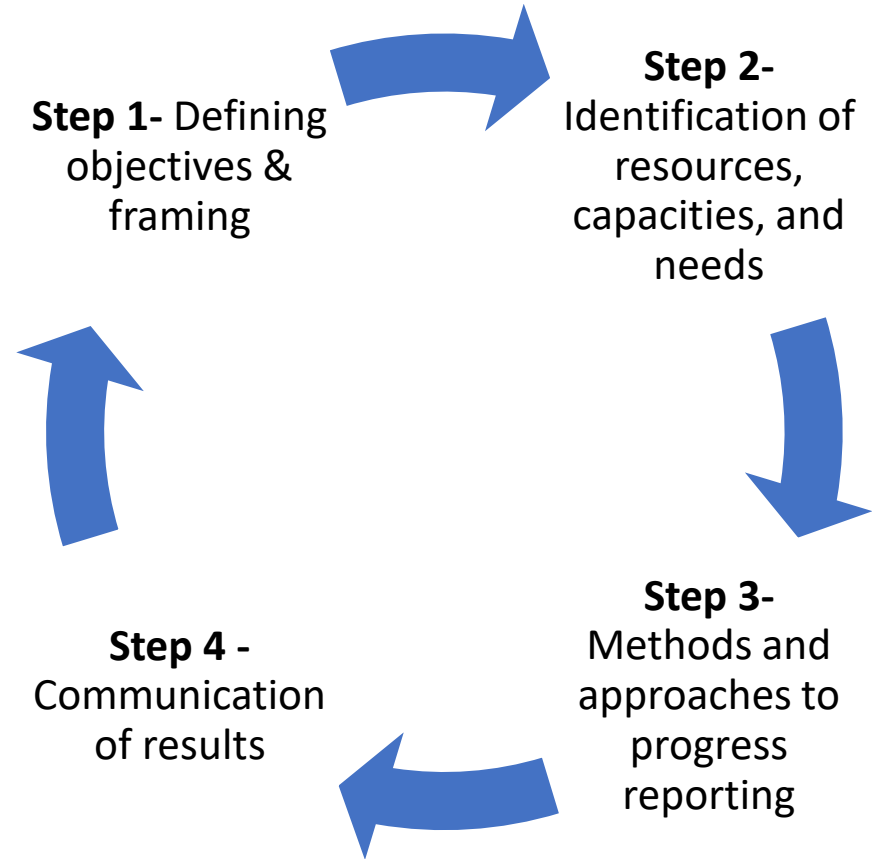 Step 1- Defining
objectives &
framing
Step 2-
Identification of
resources,
capacities, and
needs
Step 3-
Methods and
approaches to
progress
reporting
Step 4 -
Communication
of results